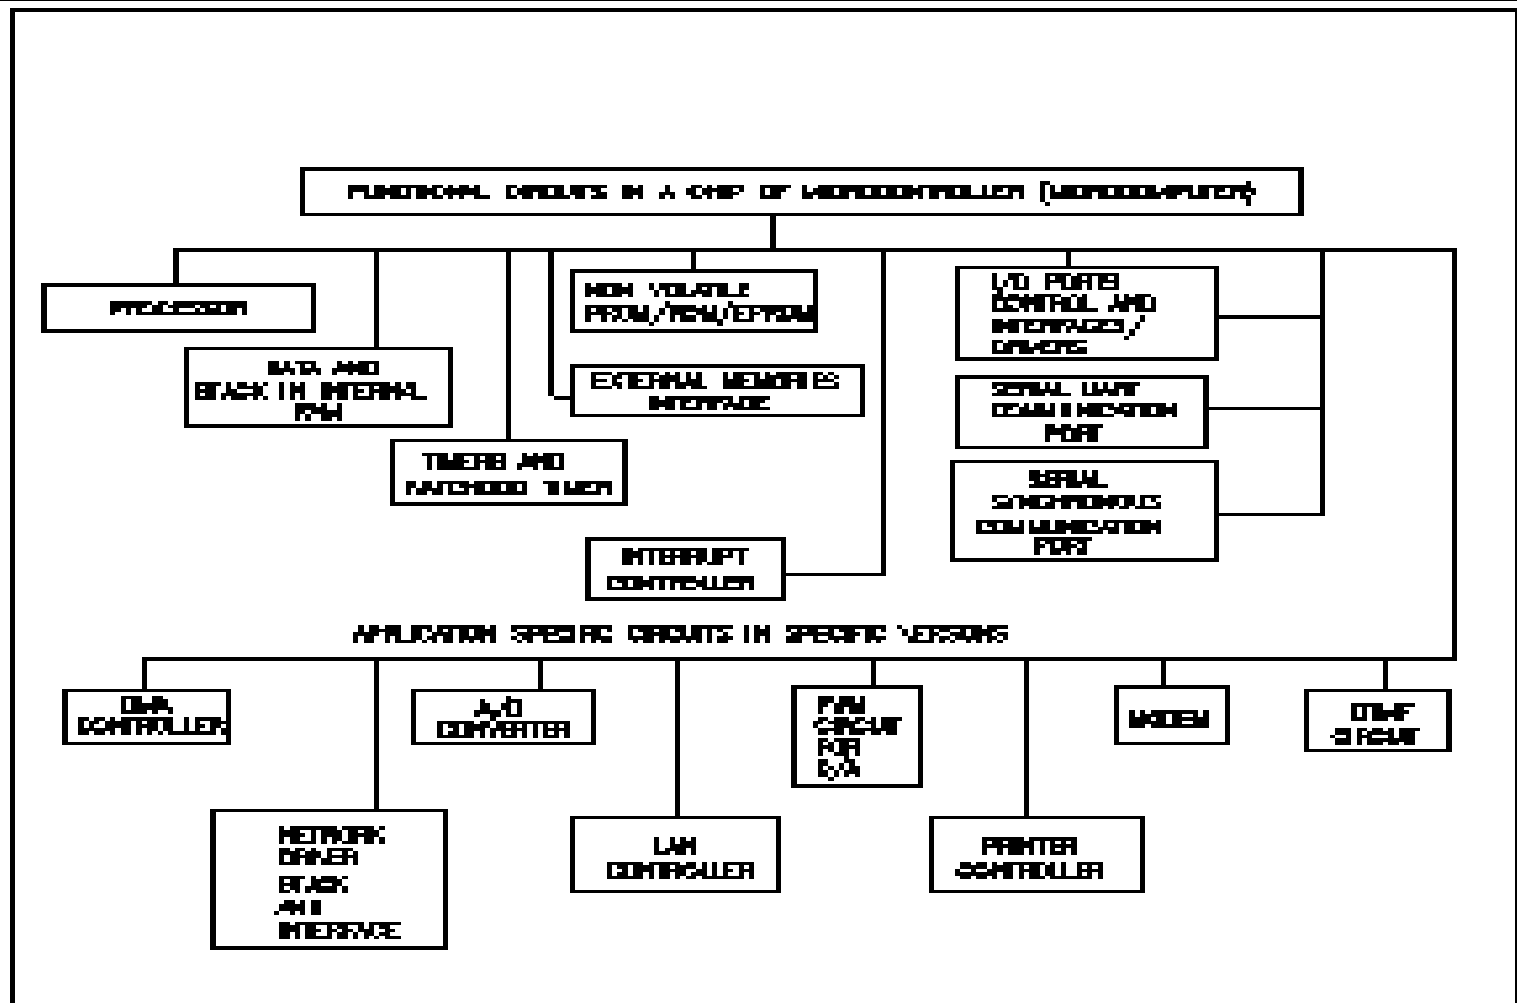 FUNCTIONAL CIRCUITS IN A CHIP OF MICROCONTROLLER (MICROCOMPUTER)
PROCESSOR
DATA AND
STACK IN INTERNAL
RAM
TIMERS AND
WATCHDOG TIMER
NON VOLATILE
PROM/ROM/EPROM
EXTERNAL MEMORIES
INTERFACE
INTERRUPT
CONTROLLER
I/O PORTS
CONTROL AND
INTERFACES/
DRIVERS
SERIAL UART
COMMUNICATION
PORT
SERIAL
SYNCHRONOUS
COMMUNICATION
PORT
APPLICATION SPECIFIC CIRCUITS IN SPECIFIC VERSIONS
DMA
CONTROLLER
A/D
CONVERTER
PWM
CIRCUIT
FOR
D/A
MODEM
DTMF
CIRCUIT
NETWORK
DRIVER
STACK
AND
INTERFACE
LAN
CONTROLLER
PRINTER
CONTROLLER